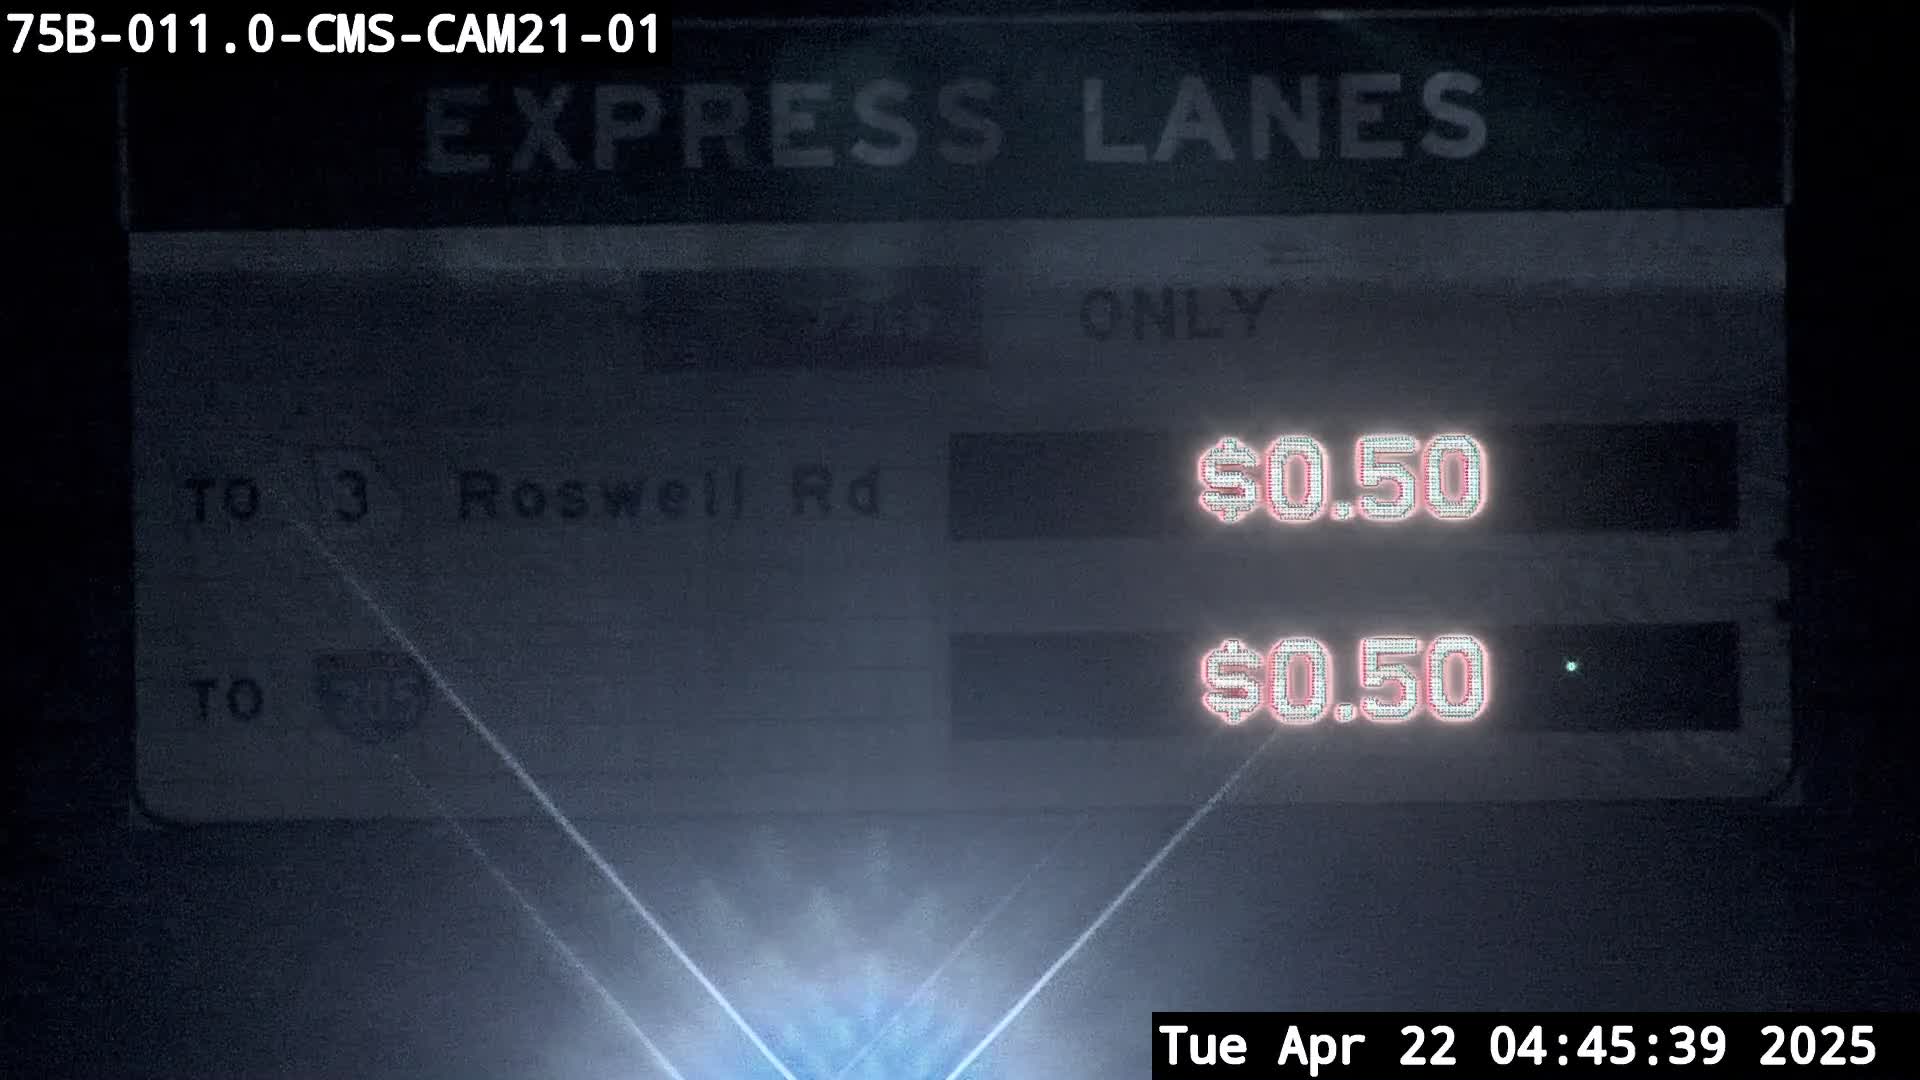 75B-011.0-CMS-CAM21-01
EXPRESS LANES
ONLY
TO 3 Roswell Rd $0.50
TO $0.50
Tue Apr 22 04:45:39 2025